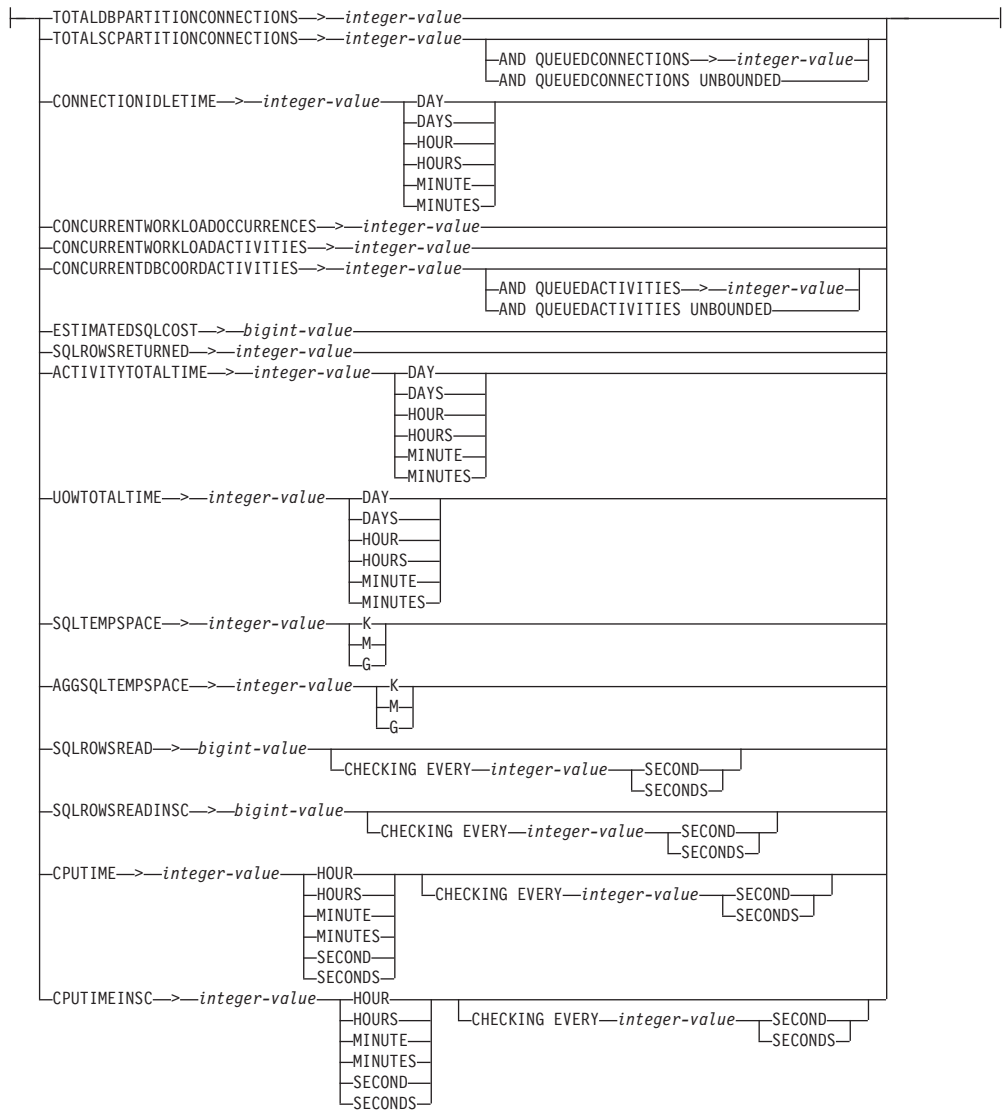 TOTALDBPARTITIONCONNECTIONS > integer-value
TOTALSCPARTITIONCONNECTIONS > integer-value
AND QUEUEDCONNECTIONS > integer-value
AND QUEUEDCONNECTIONS UNBOUNDED
CONNECTIONIDLETIME > integer-value DAY
DAYS
HOUR
HOURS
MINUTE
MINUTES
CONCURRENTWORKLOADOCCURRENCES > integer-value
CONCURRENTWORKLOADACTIVITIES > integer-value
CONCURRENTDBCOORDACTIVITIES > integer-value
AND QUEUEDACTIVITIES > integer-value
AND QUEUEDACTIVITIES UNBOUNDED
ESTIMATEDSQLCOST > bigint-value
SQLROWSRETURNED > integer-value
ACTIVITYTOTALTIME > integer-value DAY
DAYS
HOUR
HOURS
MINUTE
MINUTES
UOWTOTALTIME > integer-value DAY
DAYS
HOUR
HOURS
MINUTE
MINUTES
SQLTEMPSPACE > integer-value K
M
G
AGGSQLTEMPSPACE > integer-value K
M
G
SQLROWSREAD > bigint-value
CHECKING EVERY integer-value SECOND
SECONDS
SQLROWSREADINSC > bigint-value
CHECKING EVERY integer-value SECOND
SECONDS
CPUTIME > integer-value HOUR
HOURS CHECKING EVERY integer-value SECOND
MINUTE SECONDS
MINUTES
SECOND
SECONDS
CPUTIMEINSC > integer-value HOUR
HOURS CHECKING EVERY integer-value SECOND
MINUTE SECONDS
MINUTES
SECOND
SECONDS